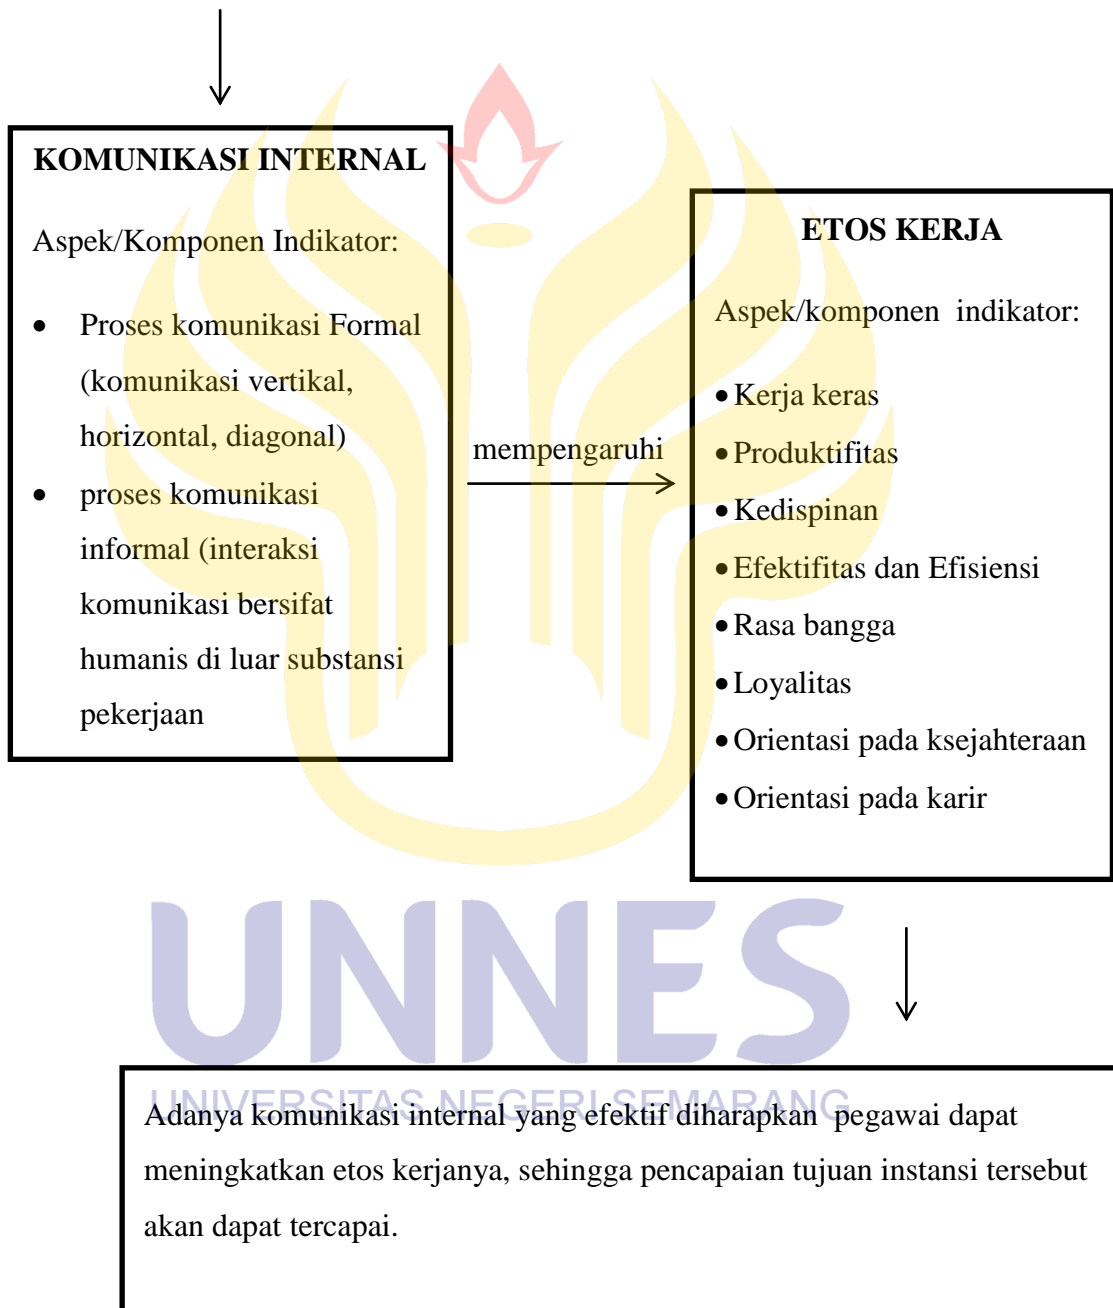 KOMUNIKASI INTERNAL
Aspek/Komponen Indikator:
• Proses komunikasi Formal
(komunikasi vertikal,
horizontal, diagonal)
• proses komunikasi
informal (interaksi
komunikasi bersifat
humanis di luar substansi
pekerjaan
mempengaruhi
ETOS KERJA
Aspek/komponen indikator:
• Kerja keras
• Produktifitas
• Kedispinan
• Efektifitas dan Efisiensi
• Rasa bangga
• Loyalitas
• Orientasi pada ksejahteraan
• Orientasi pada karir
UNNES
UNIVERSITAS NEGERI SEMARANG
Adanya komunikasi internal yang efektif diharapkan pegawai dapat
meningkatkan etos kerjanya, sehingga pencapaian tujuan instansi tersebut
akan dapat tercapai.